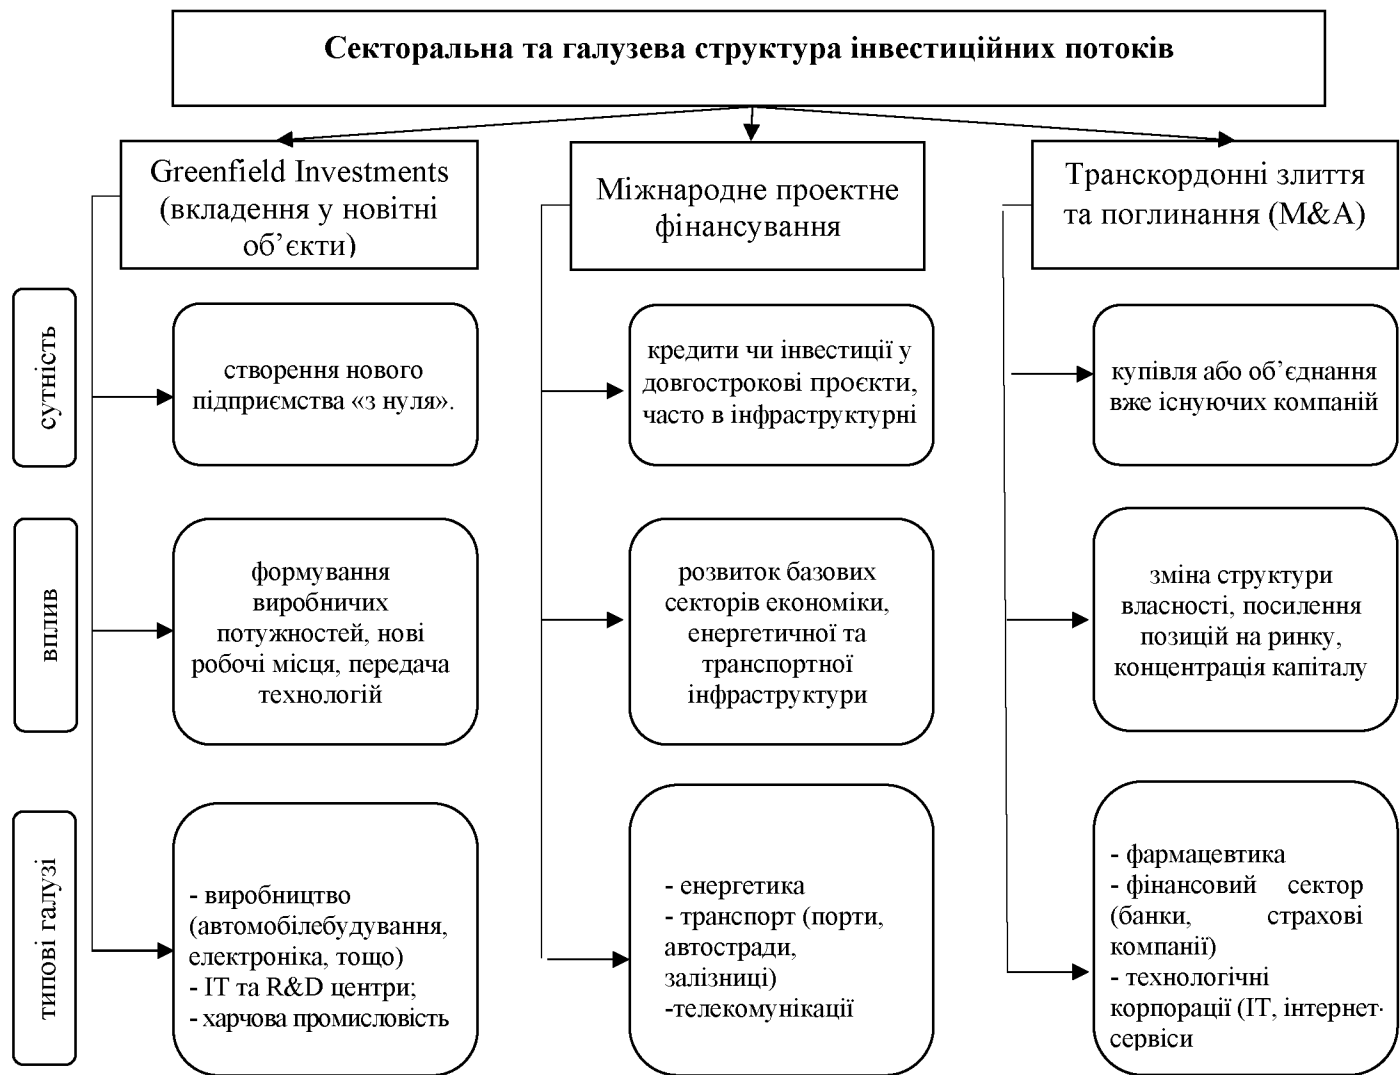 Секторальна та галузева структура інвестиційних потоків
Greenfield Investments
(вкладення у новітні
об’єкти)
Міжнародне проектне
фінансування
Транскордонні злиття
та поглинання (M&A)
сутність
створення нового
підприємства «з нуля».
кредити чи інвестиції у
довгострокові проєкти,
часто в інфраструктурні
купівля або об’єднання
вже існуючих компаній
вплив
формування
виробничих
потужностей, нові
робочі місця, передача
технологій
розвиток базових
секторів економіки,
енергетичної та
транспортної
інфраструктури
зміна структури
власності, посилення
позицій на ринку,
концентрація капіталу
типові галузі
- виробництво
(автомобілебудування,
електроніка, тощо)
- IT та R&D центри;
- харчова промисловість
- енергетика
- транспорт (порти,
автостради,
залізниці)
-телекомунікації
- фармацевтика
- фінансовий сектор
(банки, страхові
компанії)
- технологічні
корпорації (IT, інтернет-
сервіси